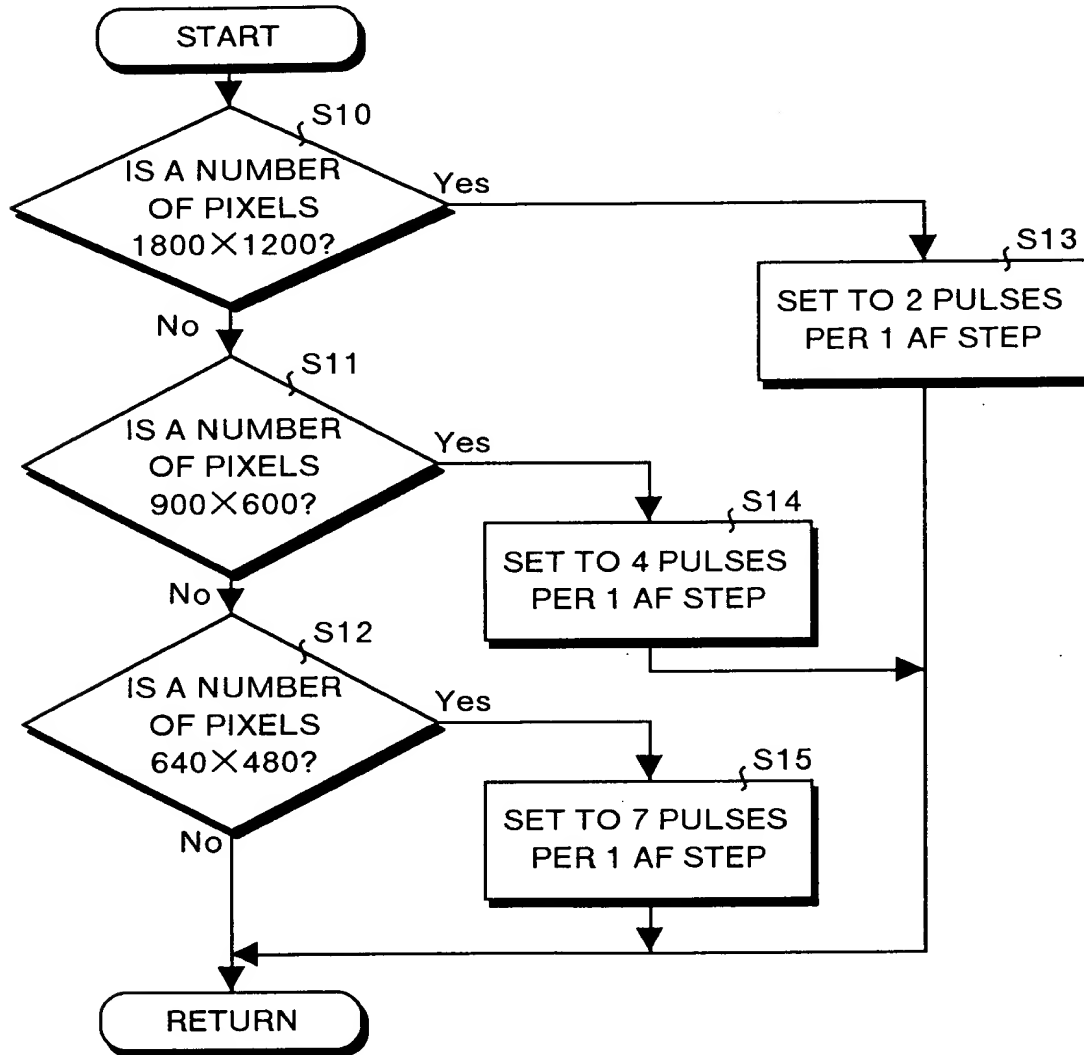 START
S10
IS A NUMBER
OF PIXELS
1800×1200?
Yes
No
S13
SET TO 2 PULSES
PER 1 AF STEP
S11
IS A NUMBER
OF PIXELS
900×600?
Yes
No
S14
SET TO 4 PULSES
PER 1 AF STEP
S12
IS A NUMBER
OF PIXELS
640×480?
Yes
No
S15
SET TO 7 PULSES
PER 1 AF STEP
RETURN